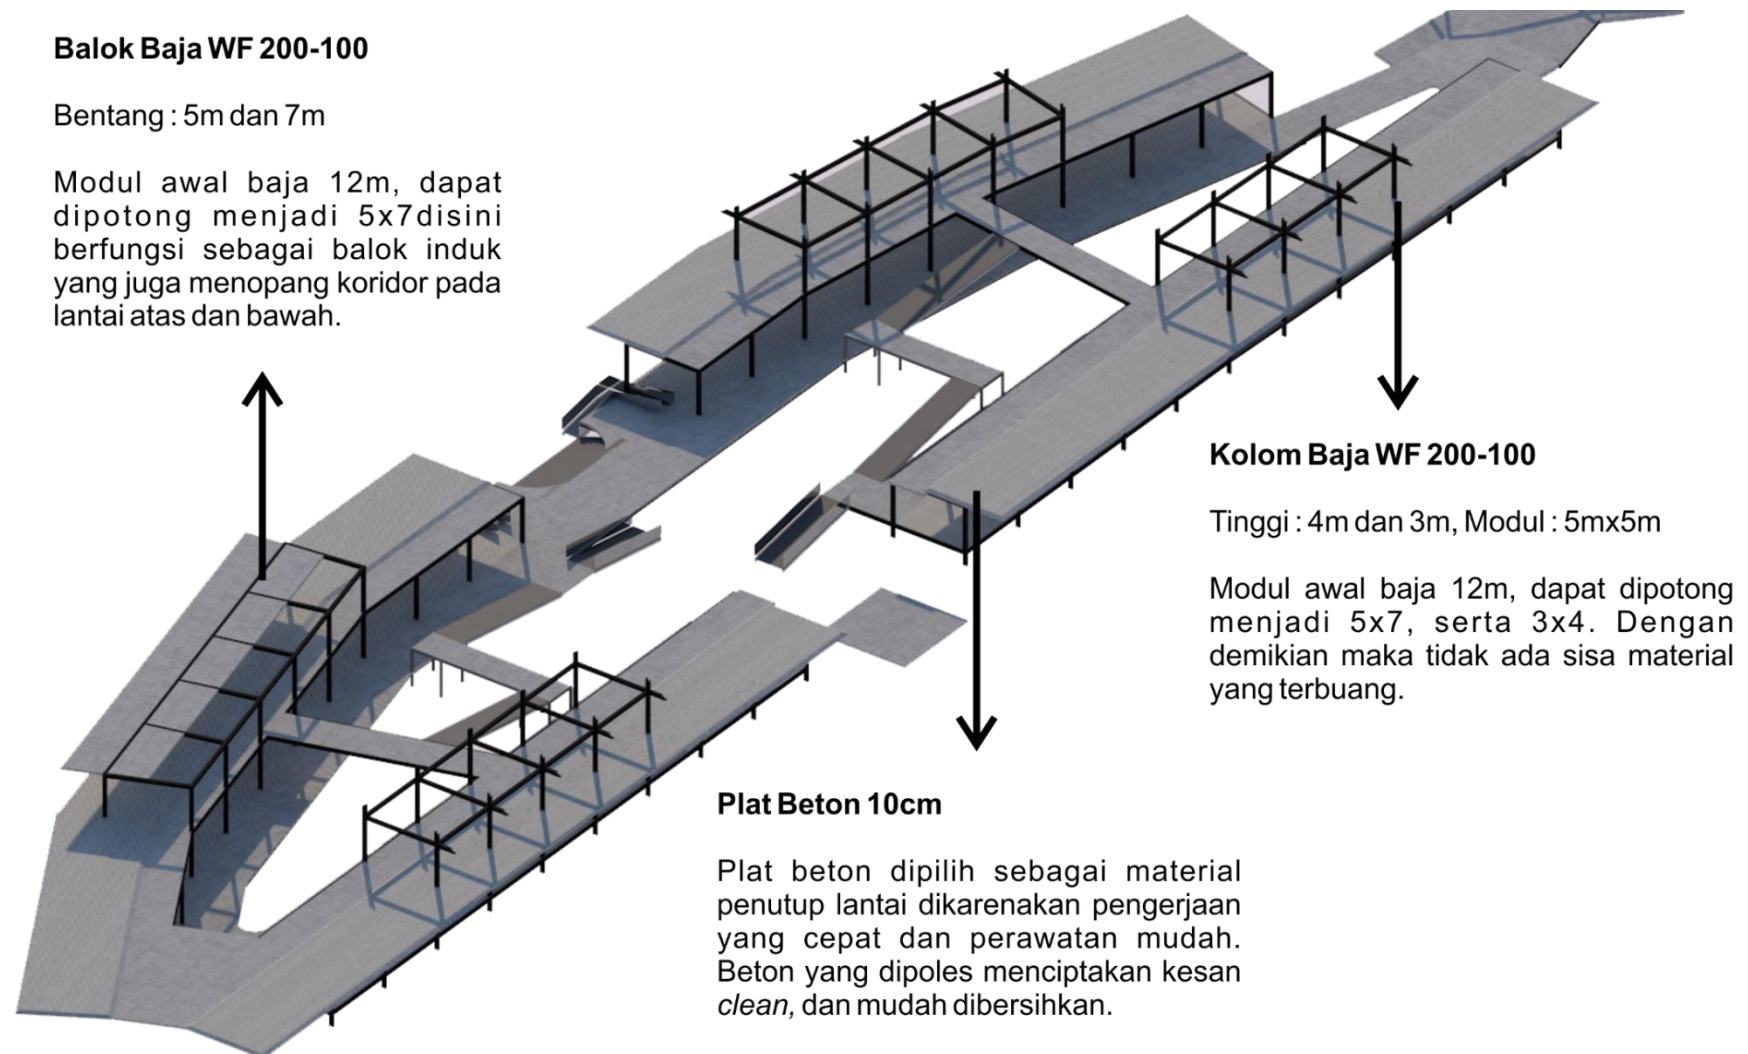 Balok Baja WF 200-100
Bentang : 5m dan 7m
Modul awal baja 12m, dapat
dipotong menjadi 5x7disini
berfungsi sebagai balok induk
yang juga menopang koridor pada
lantai atas dan bawah.
Kolom Baja WF 200-100
Tinggi : 4m dan 3m, Modul : 5mx5m
Modul awal baja 12m, dapat dipotong
menjadi 5x7, serta 3x4. Dengan
demikian maka tidak ada sisa material
yang terbuang.
Plat Beton 10cm
Plat beton dipilih sebagai material
penutup lantai dikarenakan pengerjaan
yang cepat dan perawatan mudah.
Beton yang dipoles menciptakan kesan
clean, dan mudah dibersihkan.